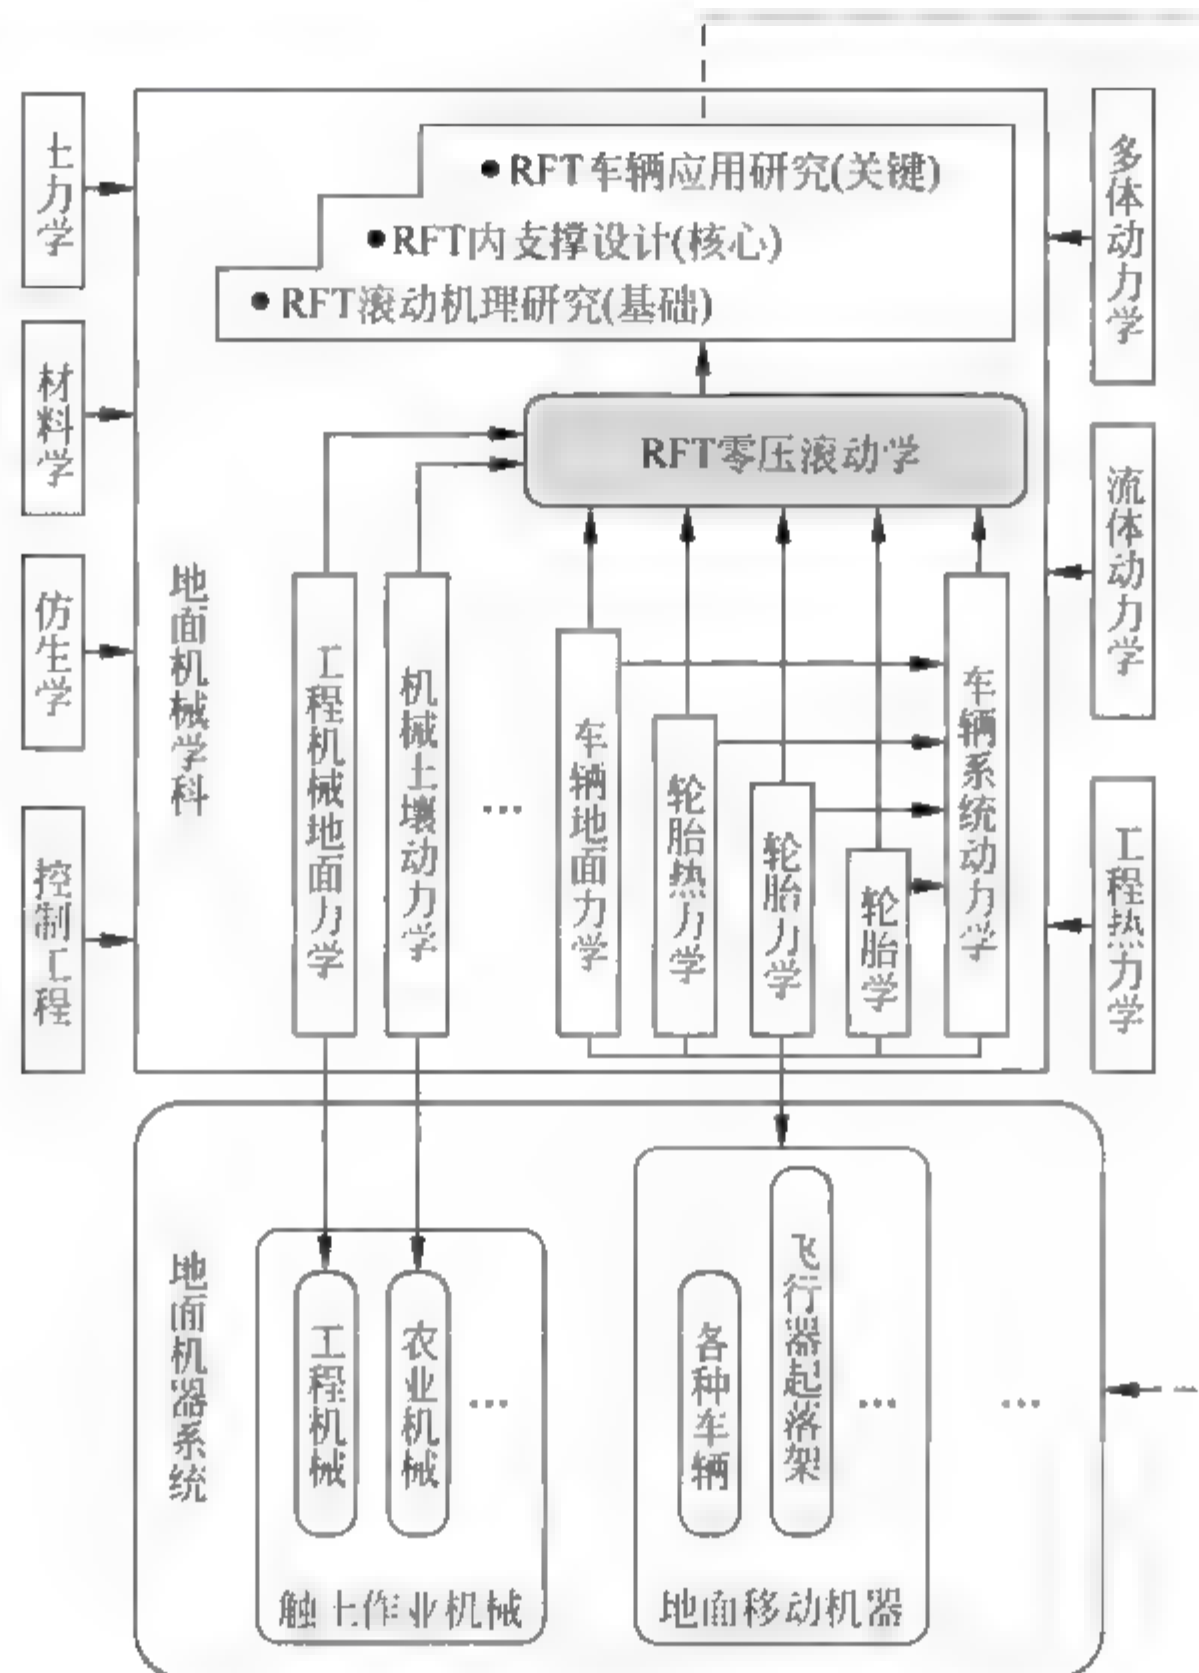 土力学
材料学
仿生学
控制工程
●RFT车辆应用研究(关键)
●RFT内支撑设计(核心)
●RFT滚动机理研究(基础)
RFT零压滚动学
地面机械学科
工程机械地面力学
机械土壤动力学
…
车辆地面力学
轮胎热力学
轮胎力学
轮胎学
车辆系统动力学
多体动力学
流体动力学
工程热力学
地面机器系统
工程机械
农业机械
…
触土作业机械
各种车辆
飞行器起落架
…
地面移动机器
…